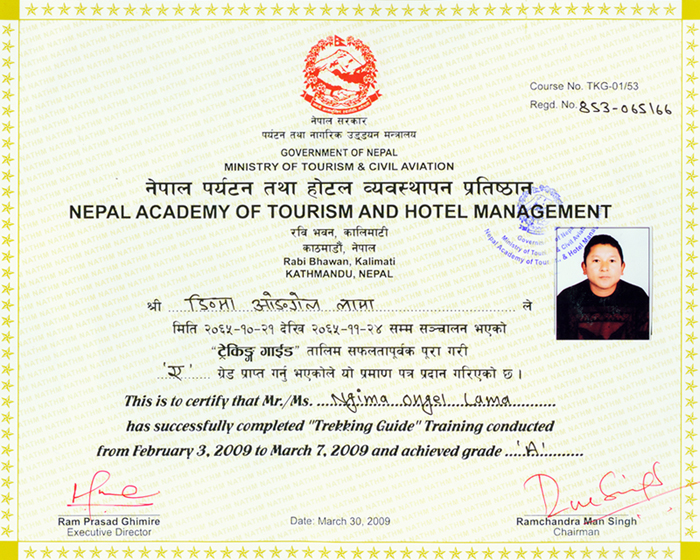 Course No. TKG-01/53
Regd. No. 853-065/66
नेपाल सरकार
पर्यटन तथा नागरिक उड्डयन मन्त्रालय
GOVERNMENT OF NEPAL
MINISTRY OF TOURISM & CIVIL AVIATION
नेपाल पर्यटन तथा होटल व्यवस्थापन प्रतिष्ठान
NEPAL ACADEMY OF TOURISM AND HOTEL MANAGEMENT
रवि भवन, कालिमाटी
काठमाडौं, नेपाल
Rabi Bhawan, Kalimati
KATHMANDU, NEPAL
Government of Nepal
Ministry of Touri & Civil Aviation
Nepal Academy of Tour & Hotel Mana
श्री ङिमा ओङगेल लामा ले
मिति २०६५-१०-२१ देखि २०६५-११-२४ सम्म सञ्चालन भएको
"ट्रेकिङ्ग गाईड" तालिम सफलतापूर्वक पूरा गरी
'ए' ग्रेड प्राप्त गर्नु भएकोले यो प्रमाण पत्र प्रदान गरिएको छ ।
This is to certify that Mr./Ms. Ngima Ongel Lama
has successfully completed "Trekking Guide" Training conducted
from February 3, 2009 to March 7, 2009 and achieved grade 'A'
Ram Prasad Ghimire
Executive Director
Date: March 30, 2009
Ramchandra Man Singh
Chairman